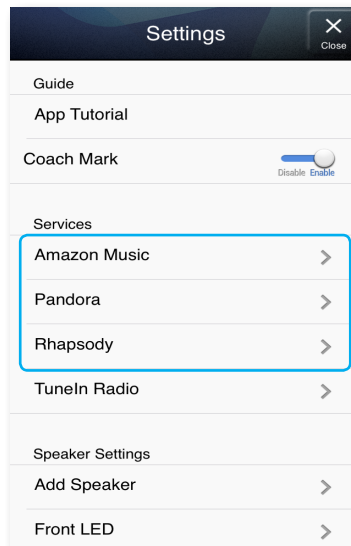 Settings
Close
Guide
App Tutorial
Coach Mark
Disable Enable
Services
Amazon Music
Pandora
Rhapsody
TuneIn Radio
Speaker Settings
Add Speaker
Front LED